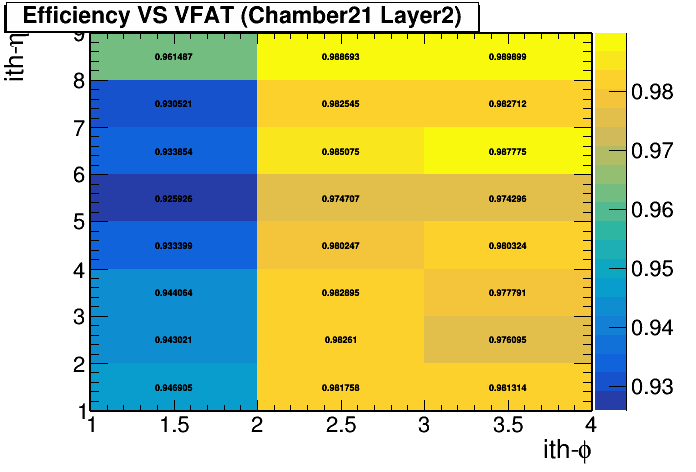 Efficiency VS VFAT (Chamber21 Layer2)
ith-η
9
8
7
6
5
4
3
2
1
0.961487 0.988693 0.989899
0.930521 0.982545 0.982712
0.933854 0.985075 0.987775
0.925926 0.974707 0.974296
0.933399 0.980247 0.980324
0.944064 0.982895 0.977791
0.943021 0.98261 0.976095
0.946905 0.981758 0.981314
1 1.5 2 2.5 3 3.5 4
ith-ϕ
0.98
0.97
0.96
0.95
0.94
0.93